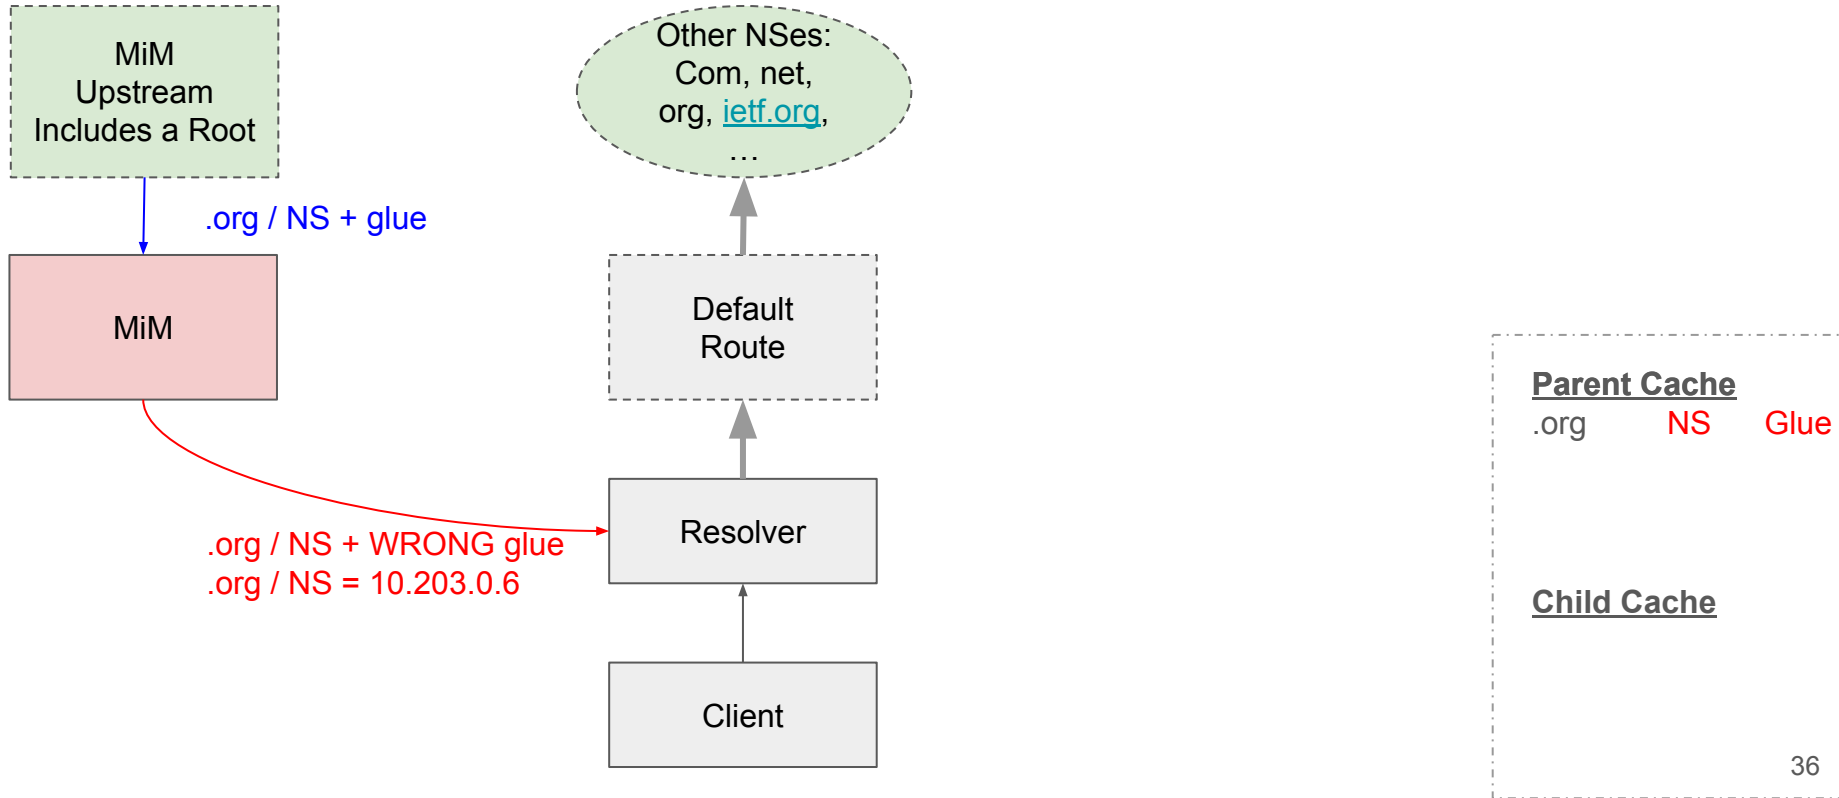 MiM
Upstream
Includes a Root
Other NSes:
Com, net,
org, ietf.org,
...
.org / NS + glue
MiM
Default
Route
.org / NS + WRONG glue
.org / NS = 10.203.0.6
Resolver
Client
Parent Cache
.org NS Glue
Child Cache
36